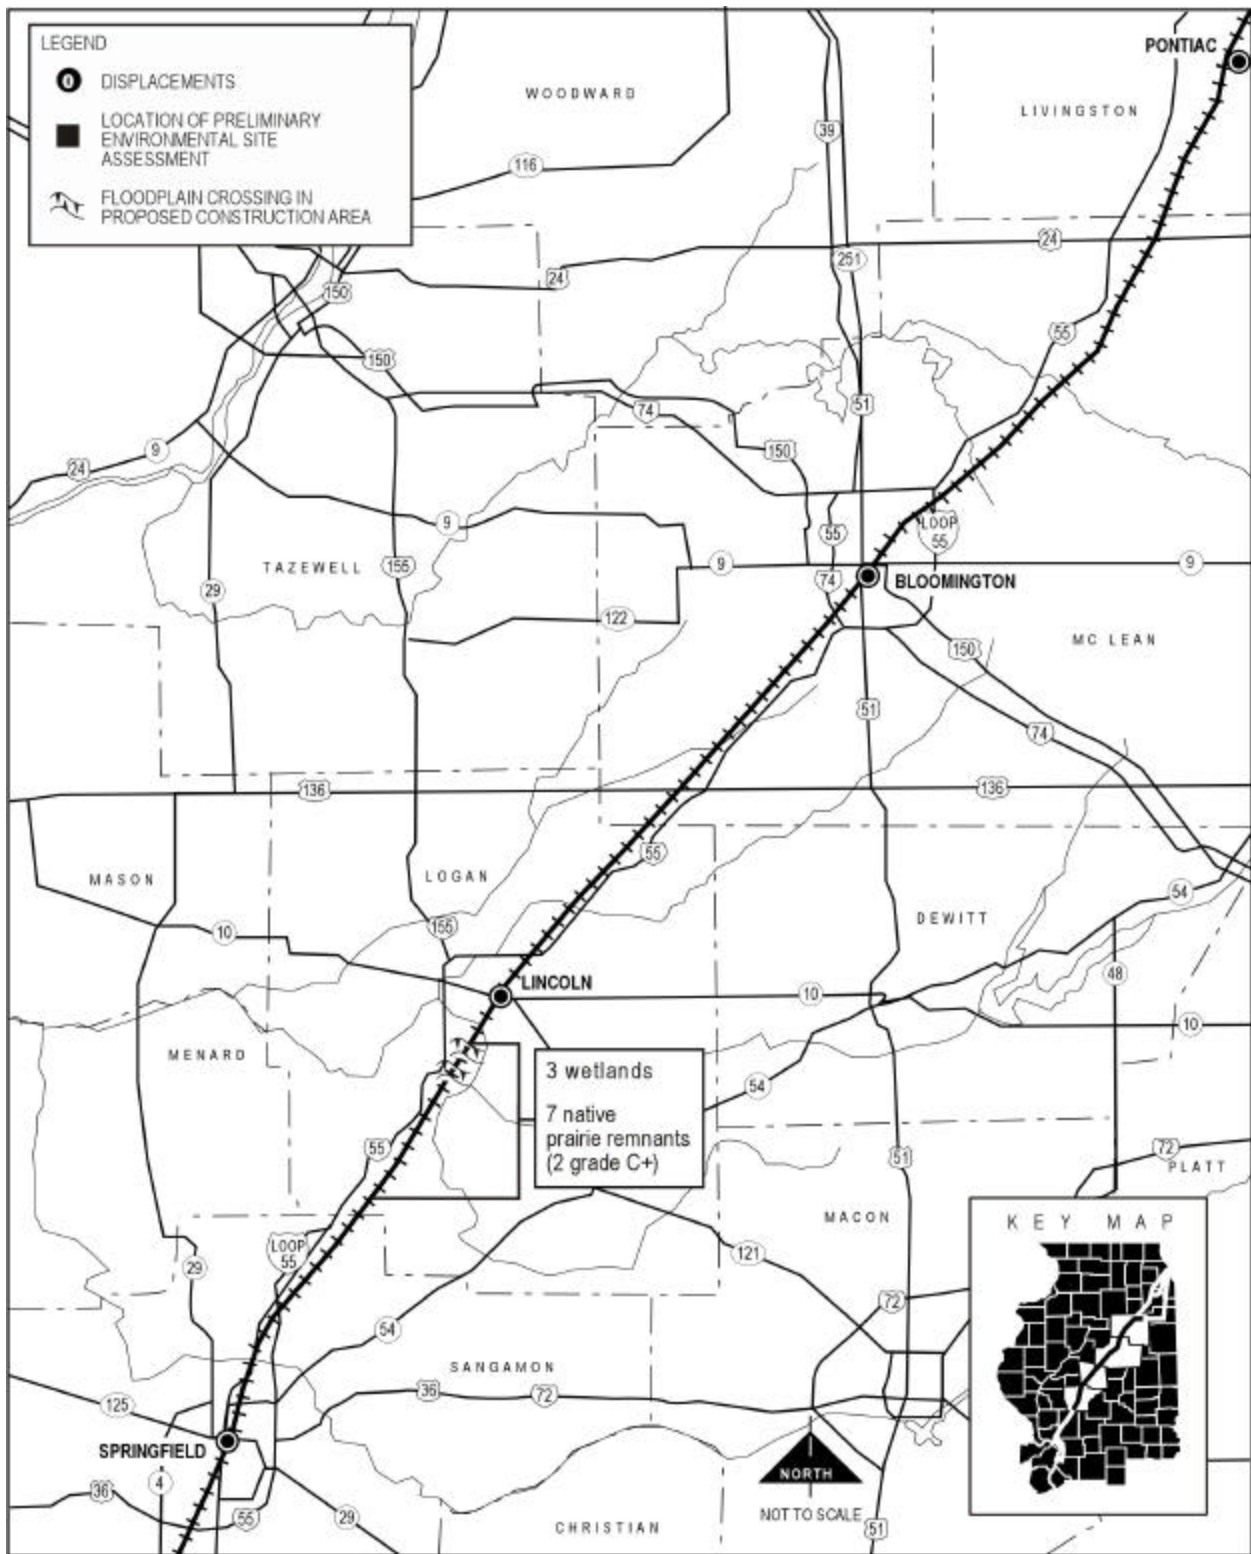 LEGEND
0 DISPLACEMENTS
LOCATION OF PRELIMINARY
ENVIRONMENTAL SITE
ASSESSMENT
FLOODPLAIN CROSSING IN
PROPOSED CONSTRUCTION AREA
PONTIAC
WOODWARD
LIVINGSTON
39
116
24
251
24
150
55
150
51
74
9
150
24
9
LOOP
55
55
TAZEWELL
155
9
9
74
BLOOMINGTON
29
122
MC LEAN
150
51
74
136
136
55
MASON
LOGAN
54
DEWITT
155
10
48
LINCOLN
10
10
MENARD
3 wetlands
7 native
prairie remnants
(2 grade C+)
54
55
51
72
PLATT
MACON
KEY MAP
LOOP
55
121
29
72
54
SANGAMON
36
72
125
SPRINGFIELD
NORTH
4
36
NOT TO SCALE
55
29
CHRISTIAN
51